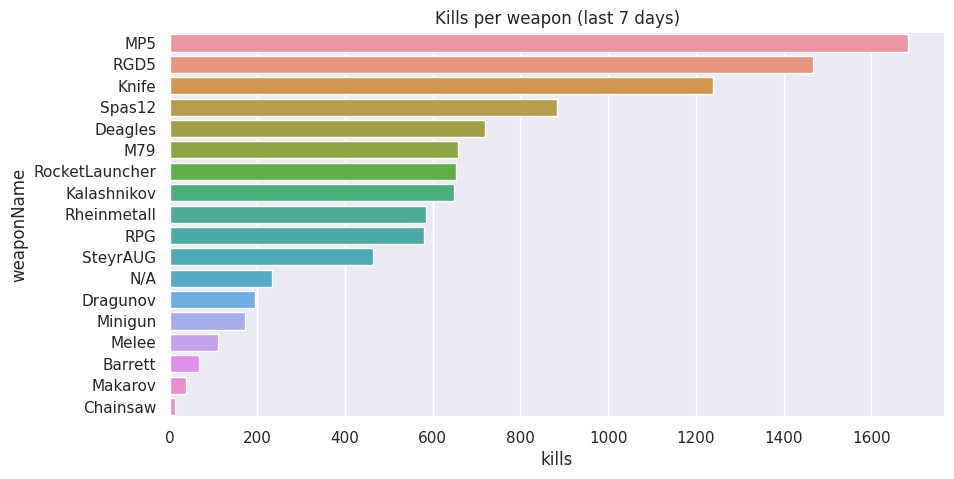 Kills per weapon (last 7 days)
weaponName
MP5
RGD5
Knife
Spas12
Deagles
M79
RocketLauncher
Kalashnikov
Rheinmetall
RPG
SteyrAUG
N/A
Dragunov
Minigun
Melee
Barrett
Makarov
Chainsaw
0 200 400 600 800 1000 1200 1400 1600
kills